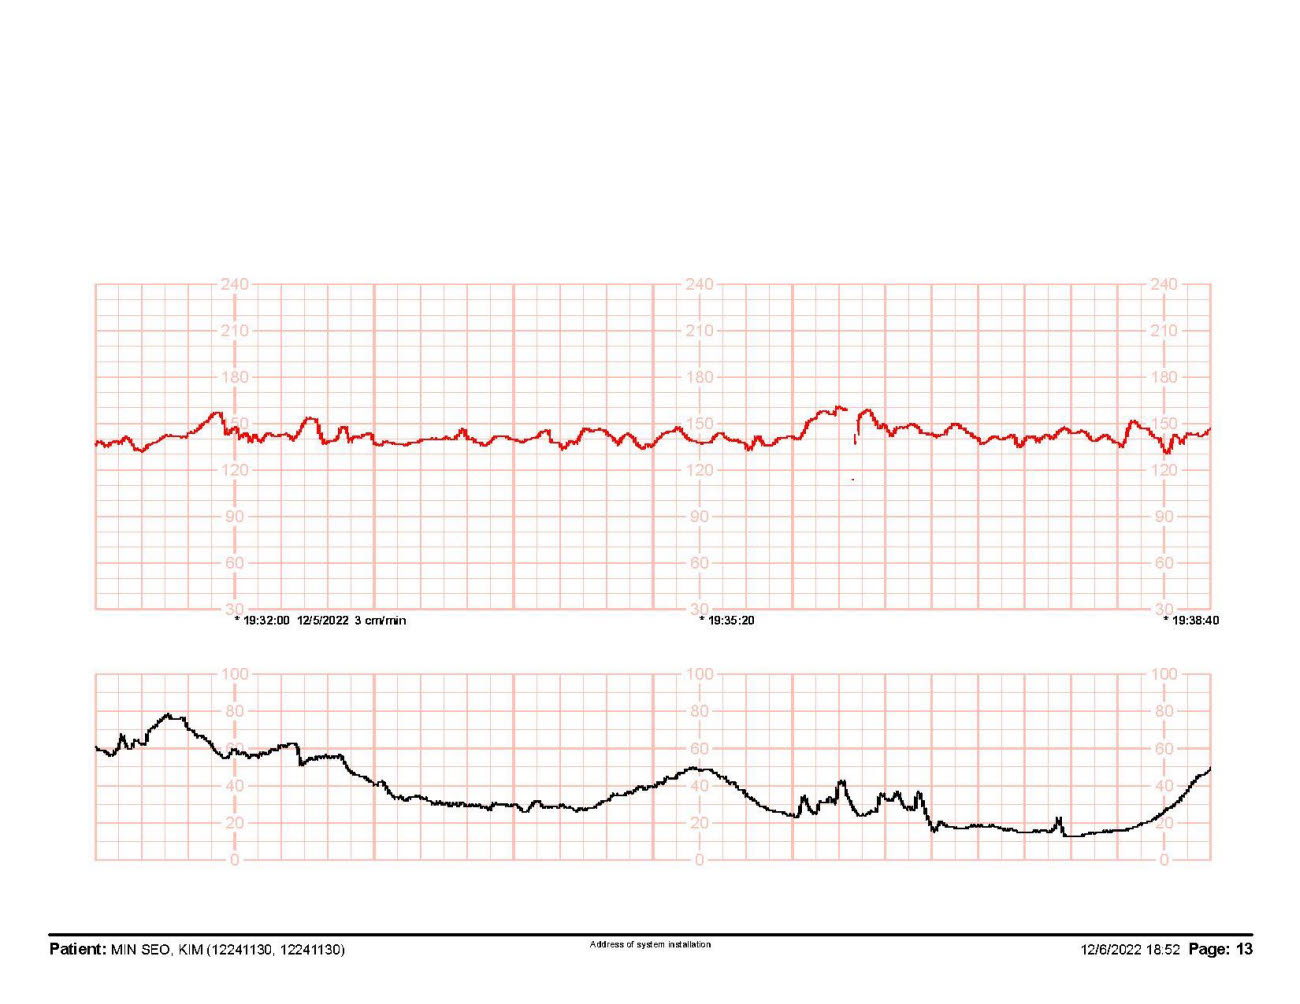 240 240 240
210 210 210
180 180 180
150 150 150
120 120 120
90 90 90
60 60 60
30 30 30
* 19:32:00 12/5/2022 3 cm/min * 19:35:20 * 19:38:40
100 100 100
80 80 80
60 60 60
40 40 40
20 20 20
0 0 0
Patient: MIN SEO, KIM (12241130, 12241130) Address of system installation 12/6/2022 18:52 Page: 13